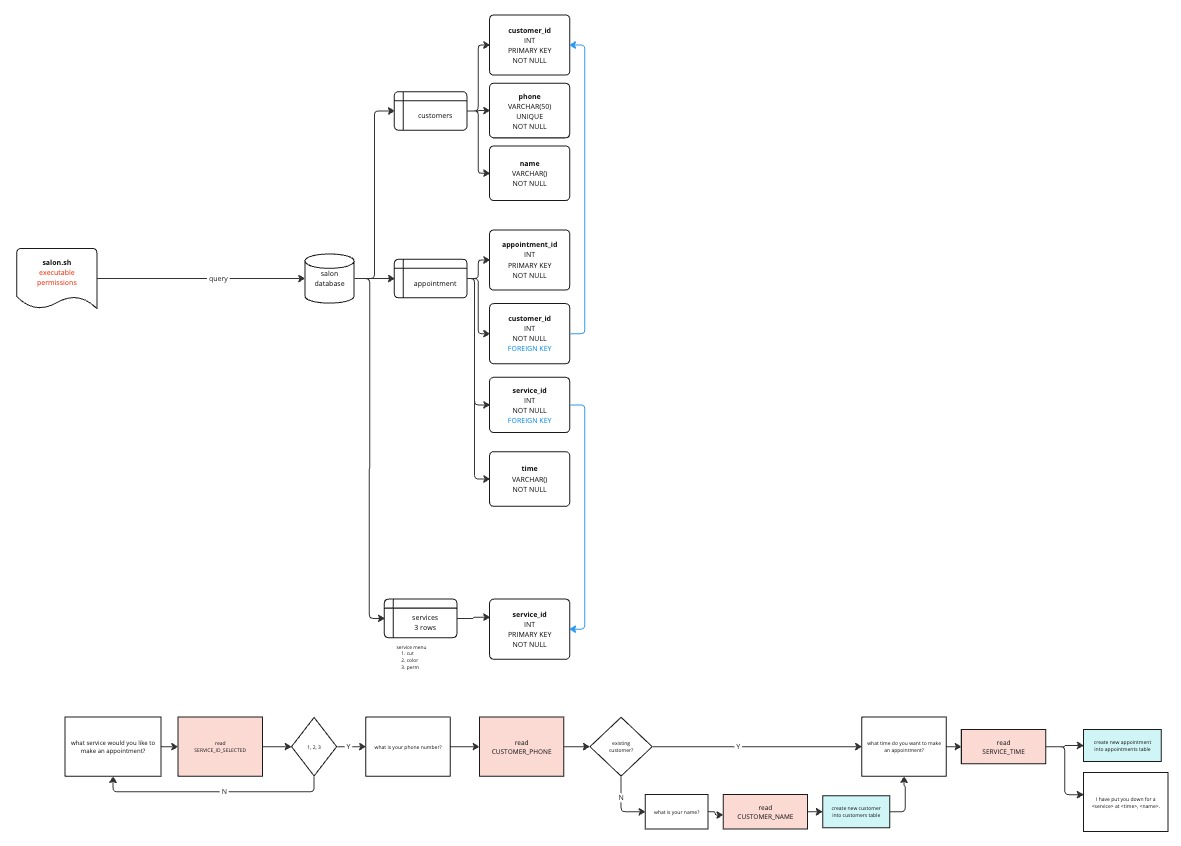 customer_id
INT
PRIMARY KEY
NOT NULL
phone
VARCHAR(50)
UNIQUE
NOT NULL
customers
name
VARCHAR()
NOT NULL
salon.sh
executable
permissions
query
salon
database
appointment
appointment_id
INT
PRIMARY KEY
NOT NULL
customer_id
INT
NOT NULL
FOREIGN KEY
service_id
INT
NOT NULL
FOREIGN KEY
time
VARCHAR()
NOT NULL
services
3 rows
service menu
1. cut
2. color
3. perm
service_id
INT
PRIMARY KEY
NOT NULL
what service would you like to
make an appointment?
read
SERVICE_ID_SELECTED
1, 2, 3
Y
N
what is your phone number?
read
CUSTOMER_PHONE
existing
customer?
Y
N
what is your name?
read
CUSTOMER_NAME
create new customer
into customers table
what time do you want to make
an appointment?
read
SERVICE_TIME
create new appointment
into appointments table
I have put you down for a
<service> at <time>, <name>.